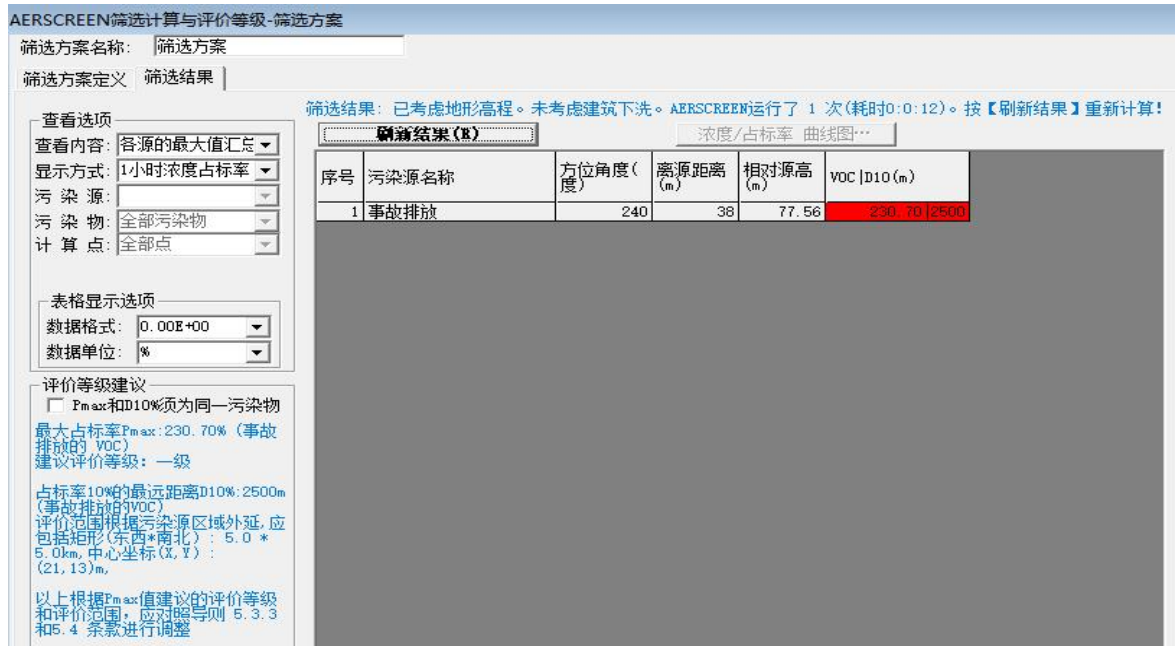 AERSCREEN筛选计算与评价等级-筛选方案
筛选方案名称: 筛选方案
筛选方案定义 筛选结果
筛选结果: 已考虑地形高程。未考虑建筑下洗。AERSCREEN运行了 1 次(耗时0:0:12)。按【刷新结果】重新计算!
查看选项
查看内容: 各源的最大值汇总
显示方式: 1小时浓度占标率
污 染 源:
污 染 物: 全部污染物
计 算 点: 全部点
表格显示选项
数据格式: 0.00E+00
数据单位: %
评价等级建议
Pmax和D10%须为同一污染物
最大占标率Pmax:230.70% (事故
排放的 VOC)
建议评价等级: 一级
占标率10%的最远距离D10%:2500m
(事故排放的VOC)
评价范围根据污染源区域外延,应
包括矩形(东西*南北): 5.0 *
5.0km,中心坐标(X,Y):
(21,13)m,
以上根据Pmax值建议的评价等级
和评价范围,应对照导则 5.3.3
和5.4 条款进行调整
刷新结果(R) 浓度/占标率 曲线图…
序号 污染源名称 方位角度(度) 离源距离(m) 相对源高(m) VOC|D10(m)
1 事故排放 240 38 77.56 230.70|2500